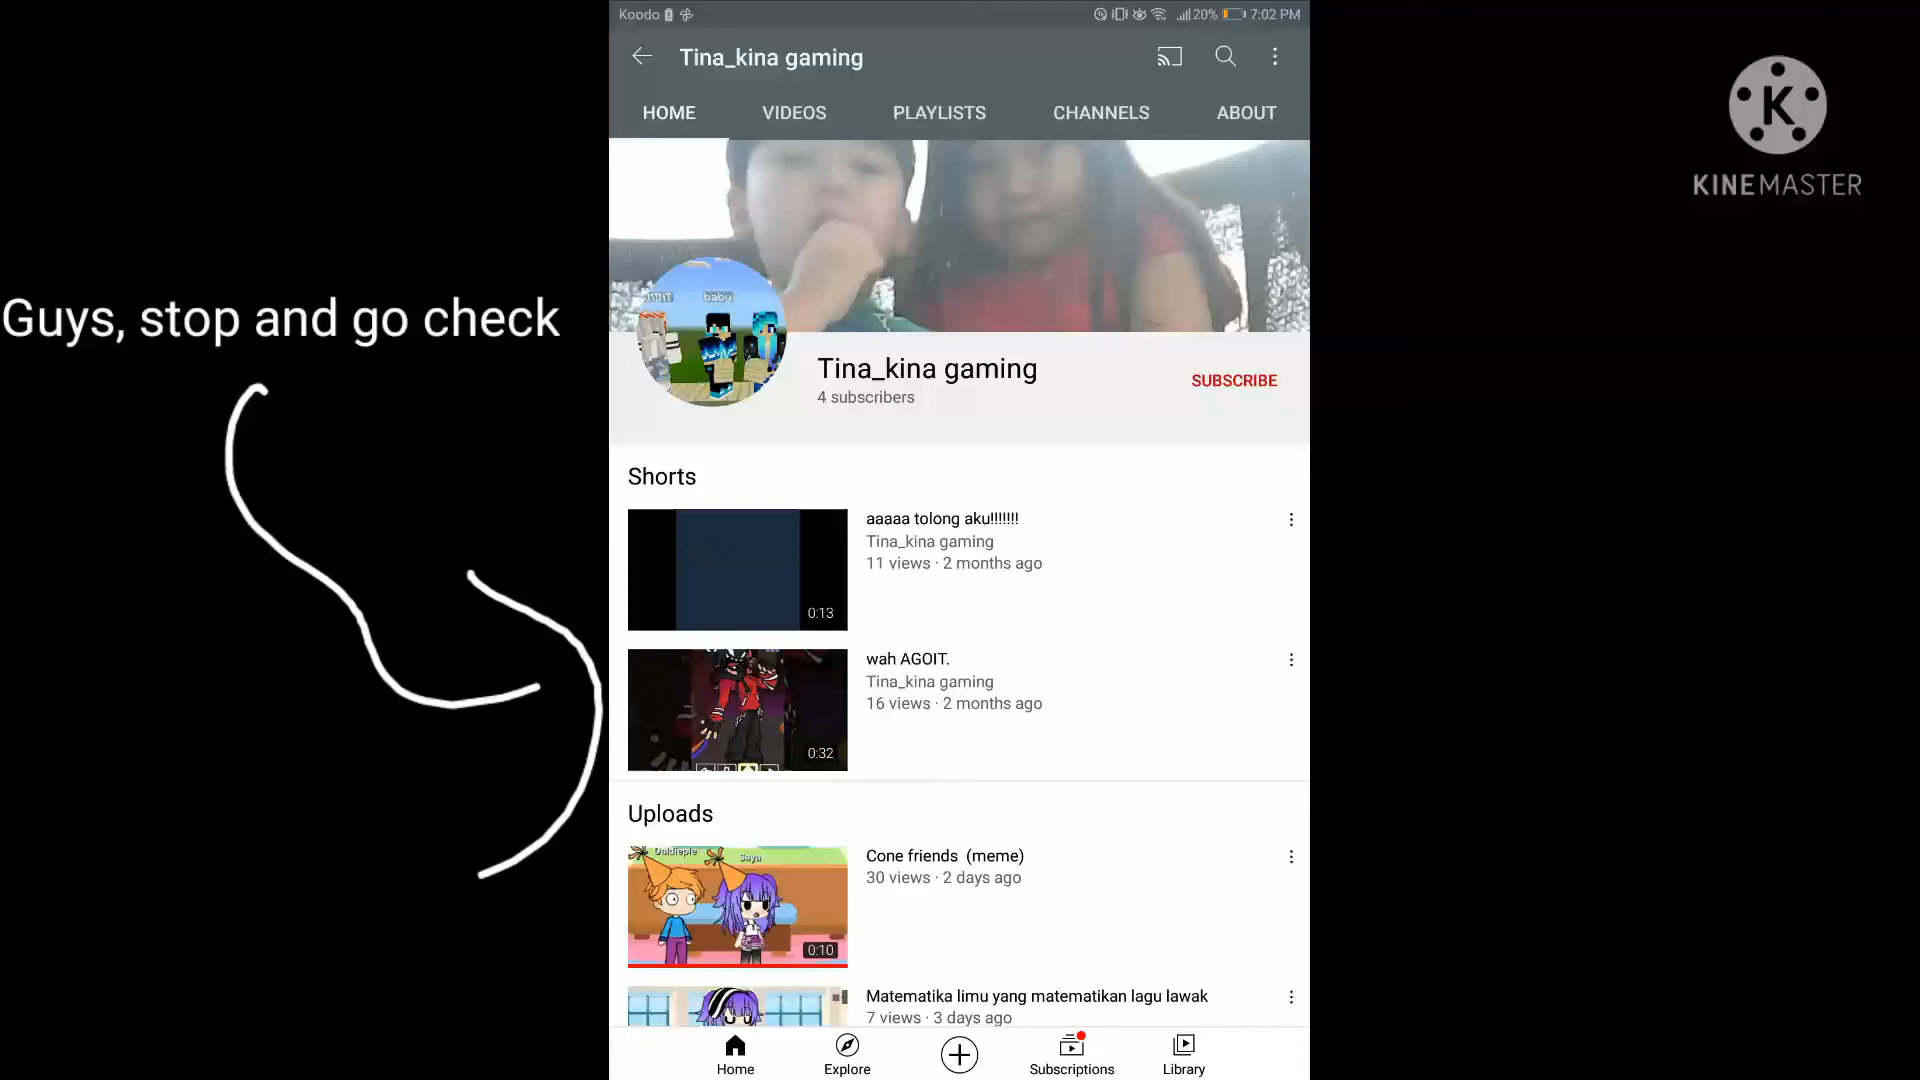 Koodo 20% 7:02 PM
Tina_kina gaming
HOME VIDEOS PLAYLISTS CHANNELS ABOUT
K
KINEMASTER
Guys, stop and go check
baby
Tina_kina gaming
4 subscribers
SUBSCRIBE
Shorts
aaaaa tolong aku!!!!!!!
Tina_kina gaming
11 views · 2 months ago
0:13
wah AGOIT.
Tina_kina gaming
16 views · 2 months ago
0:32
Uploads
Saya
Cone friends (meme)
30 views · 2 days ago
0:10
Matematika limu yang matematikan lagu lawak
7 views · 3 days ago
Home Explore Subscriptions Library